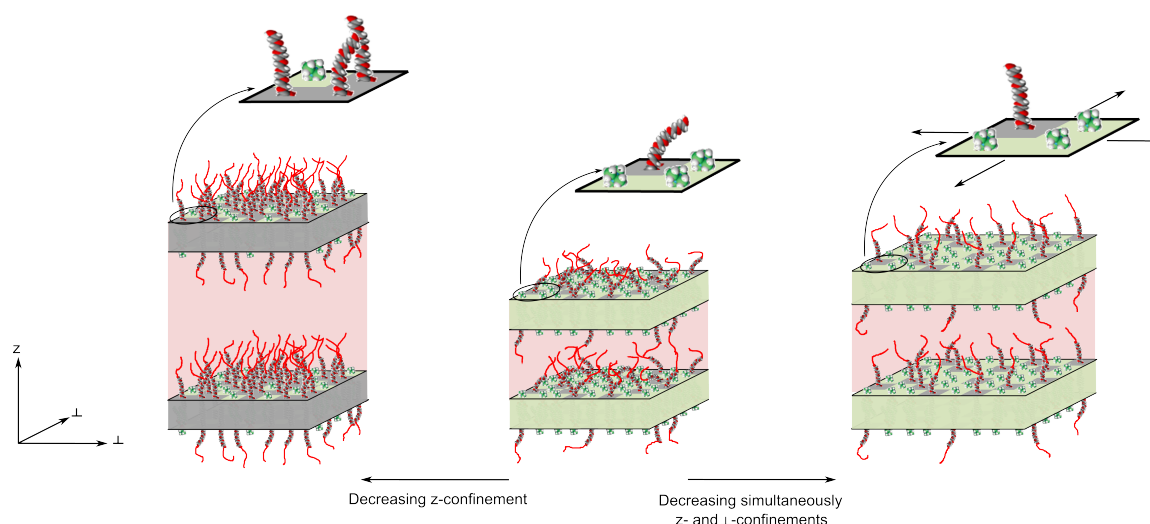 z
⊥
⊥
Decreasing z-confinement
Decreasing simultaneously
z- and ⊥-confinements